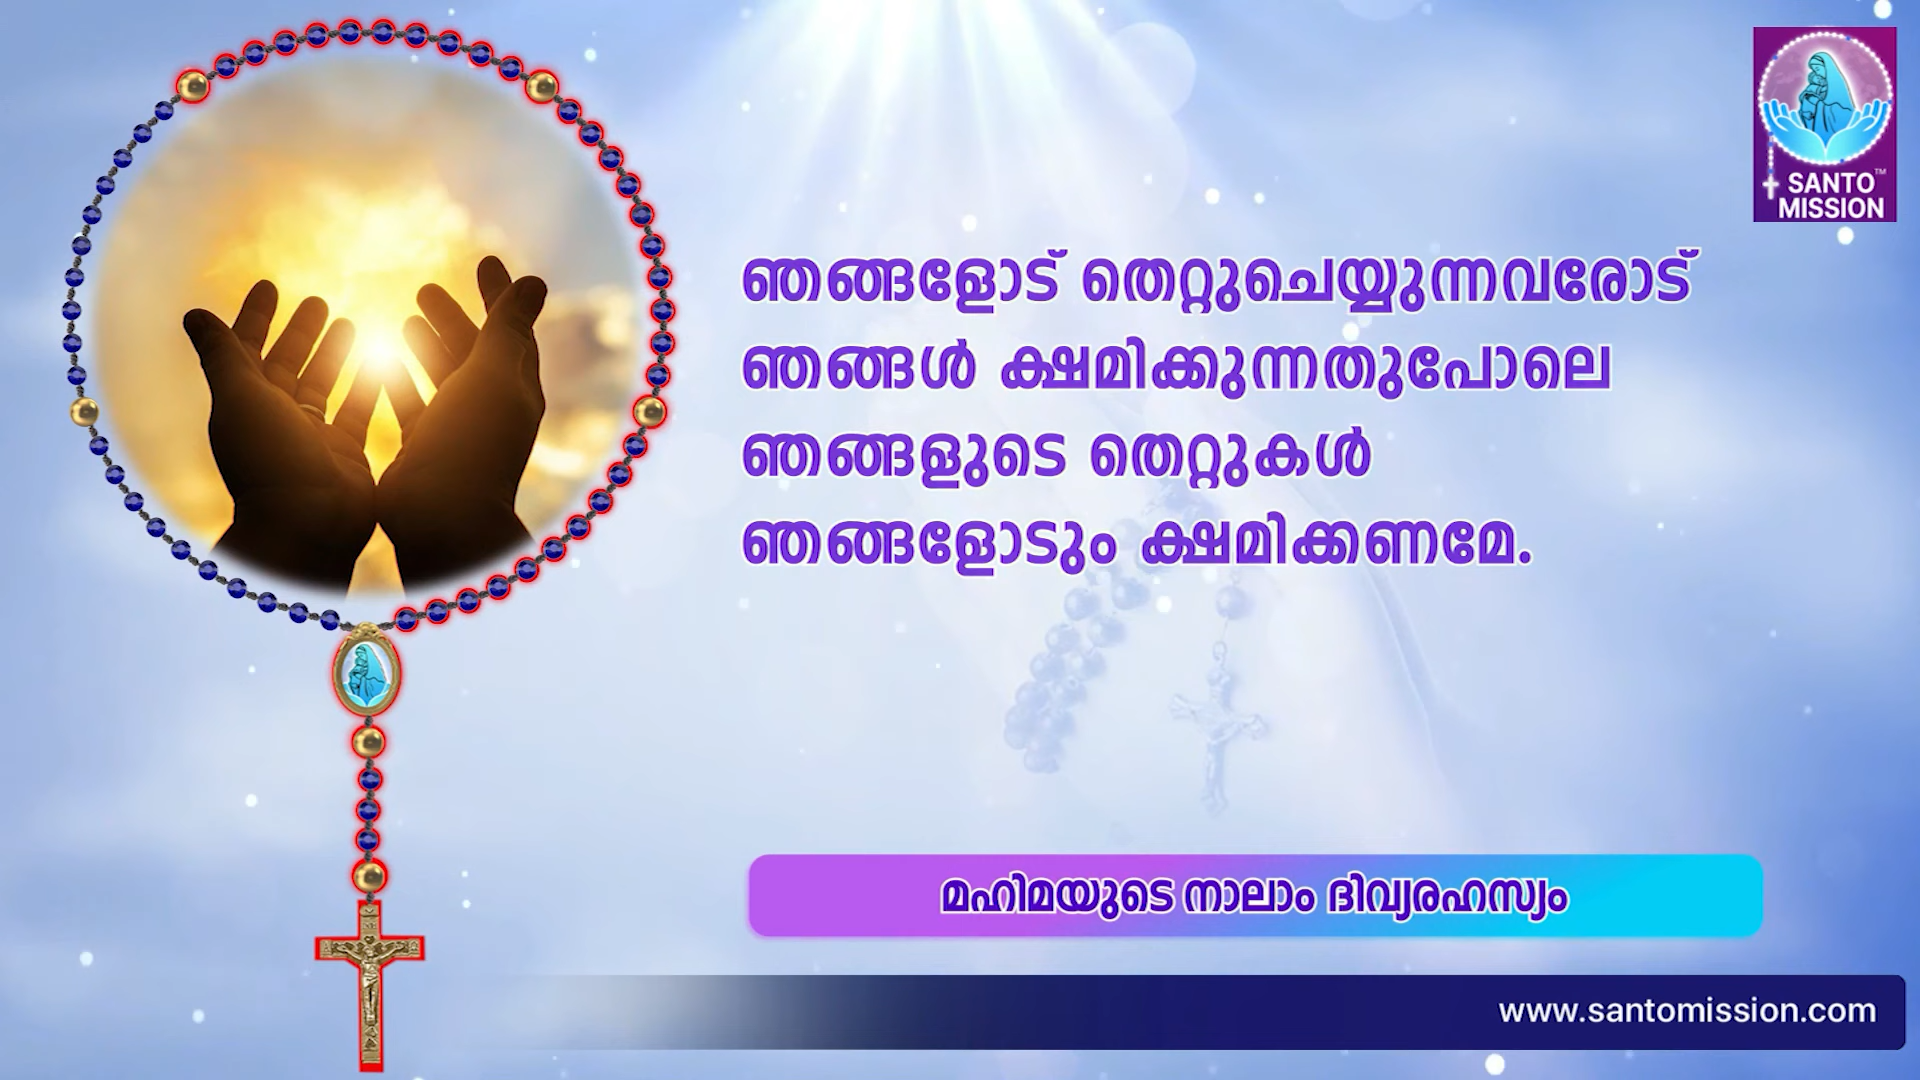 SANTO™
MISSION
ഞങ്ങളോട് തെറ്റുചെയ്യുന്നവരോട്
ഞങ്ങൾ ക്ഷമിക്കുന്നതുപോലെ
ഞങ്ങളുടെ തെറ്റുകൾ
ഞങ്ങളോടും ക്ഷമിക്കണമേ.
മഹിമയുടെ നാലാം ദിവ്യരഹസ്യം
www.santomission.com